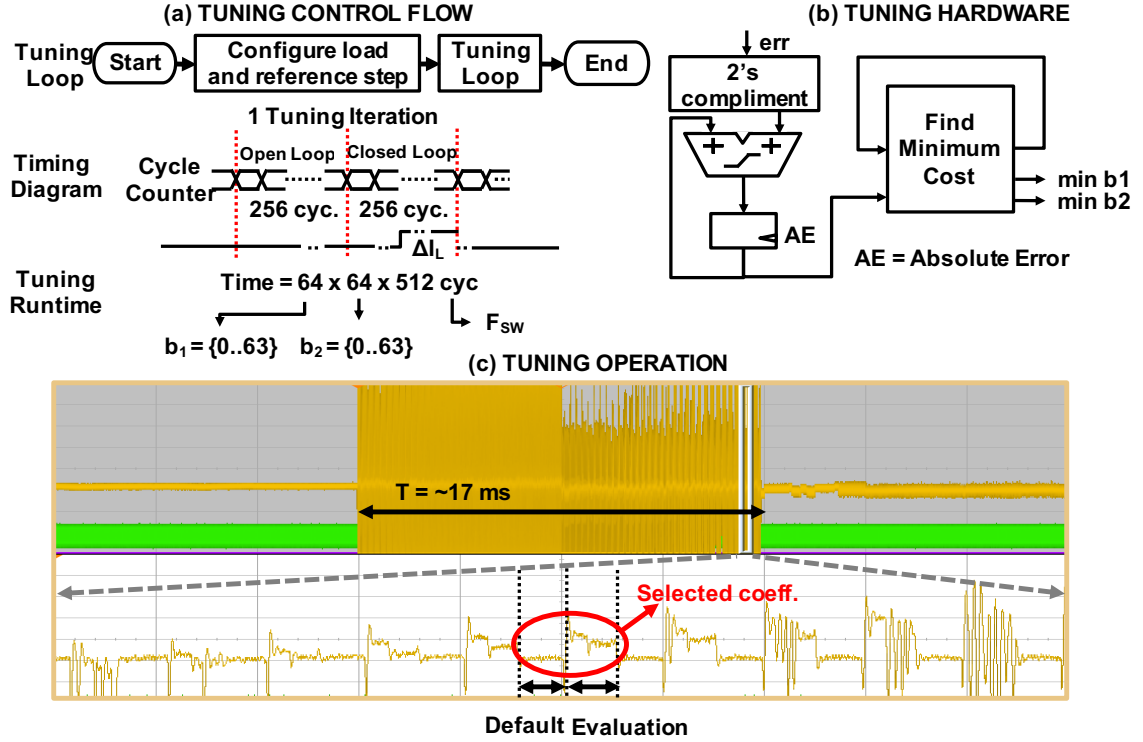 (a) TUNING CONTROL FLOW
Tuning
Loop
Start
Configure load
and reference step
Tuning
Loop
End
1 Tuning Iteration
Timing
Diagram
Cycle
Counter
Open Loop
Closed Loop
256 cyc.
256 cyc.
ΔI_L
Tuning
Runtime
Time = 64 x 64 x 512 cyc
b₁ = {0..63}
b₂ = {0..63}
F_SW
(b) TUNING HARDWARE
err
2's
compliment
+ +
AE
Find
Minimum
Cost
min b1
min b2
AE = Absolute Error
(c) TUNING OPERATION
T = ~17 ms
Selected coeff.
Default Evaluation